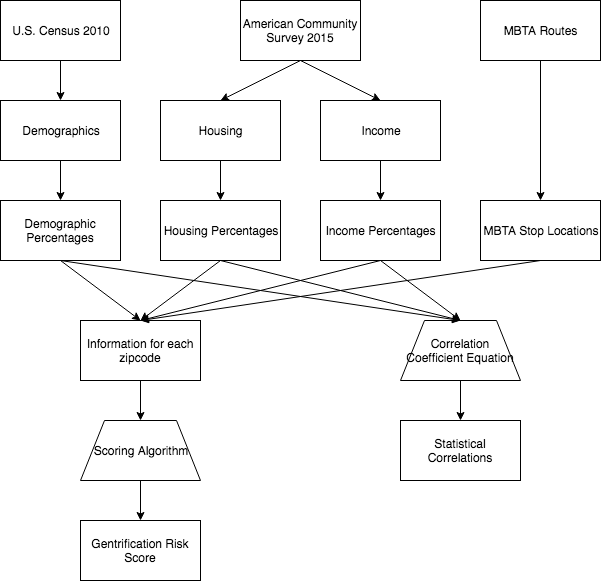 U.S. Census 2010
American Community
Survey 2015
MBTA Routes
Demographics
Housing
Income
Demographic
Percentages
Housing Percentages
Income Percentages
MBTA Stop Locations
Information for each
zipcode
Correlation
Coefficient Equation
Scoring Algorithm
Statistical
Correlations
Gentrification Risk
Score